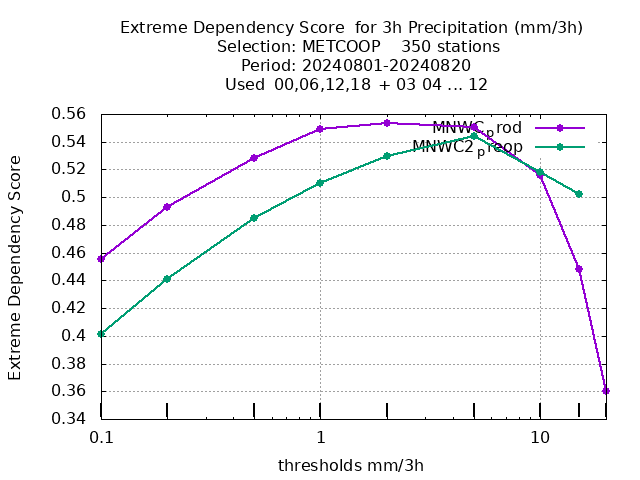 Extreme Dependency Score  for 3h Precipitation (mm/3h)
Selection: METCOOP    350 stations
Period: 20240801-20240820
Used  00,06,12,18  + 03 04 ... 12
MNWC_prod
MNWC2_preop
Extreme Dependency Score
0.56
0.54
0.52
0.5
0.48
0.46
0.44
0.42
0.4
0.38
0.36
0.34
0.1
1
10
thresholds mm/3h